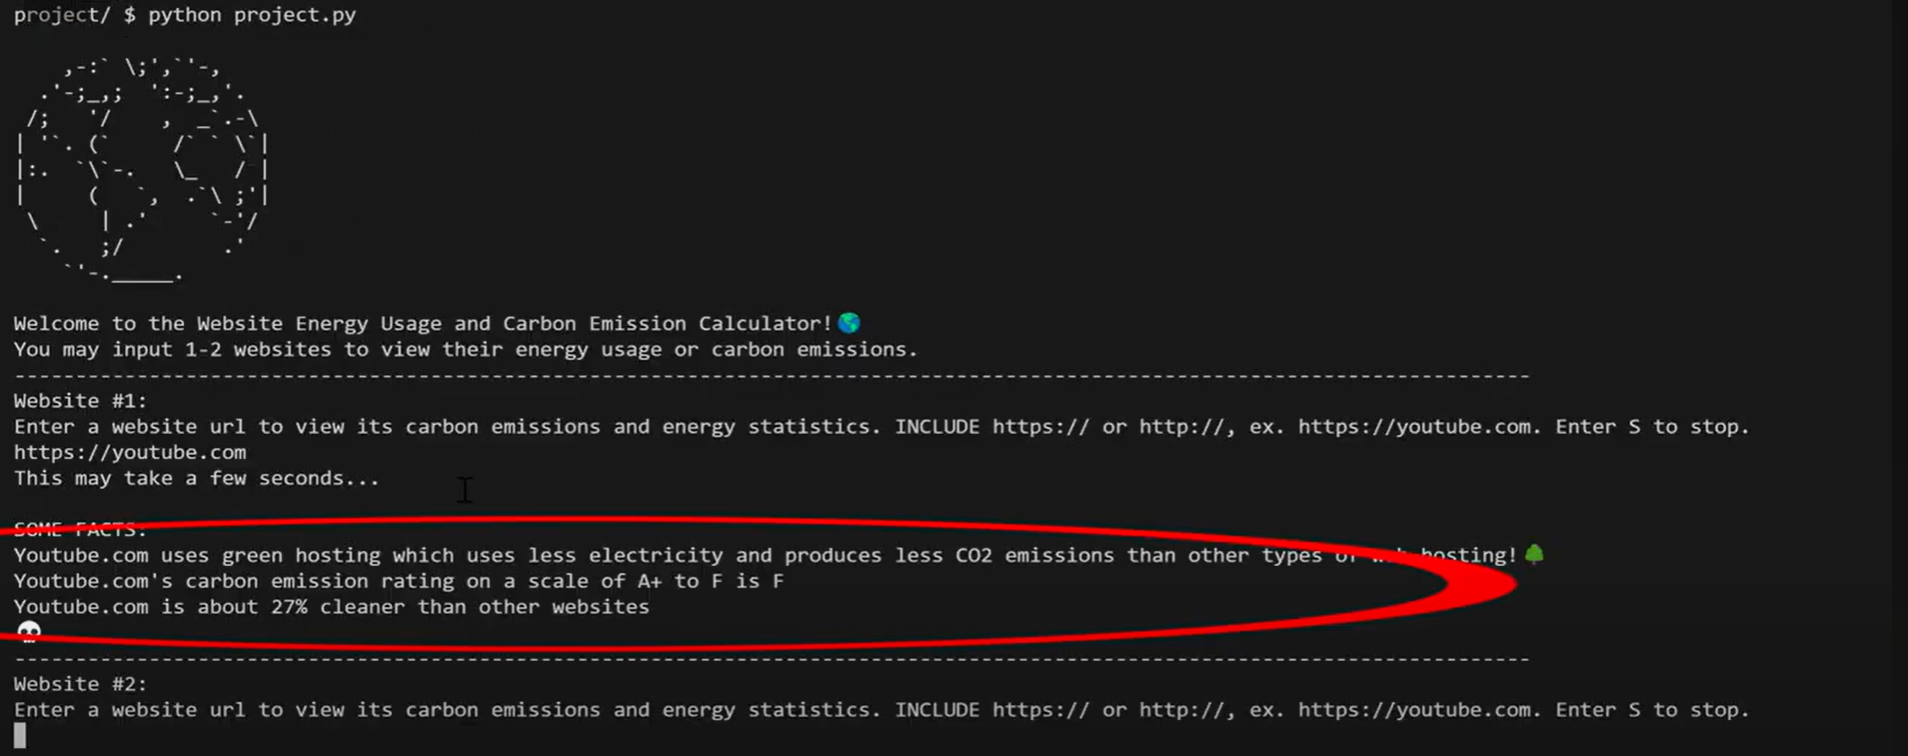 project/ $ python project.py
Welcome to the Website Energy Usage and Carbon Emission Calculator!🌎
You may input 1-2 websites to view their energy usage or carbon emissions.
Website #1:
Enter a website url to view its carbon emissions and energy statistics. INCLUDE https:// or http://, ex. https://youtube.com. Enter S to stop.
https://youtube.com
This may take a few seconds...
SOME FACTS:
Youtube.com uses green hosting which uses less electricity and produces less CO2 emissions than other types of web hosting!🌳
Youtube.com's carbon emission rating on a scale of A+ to F is F
Youtube.com is about 27% cleaner than other websites
💀
Website #2:
Enter a website url to view its carbon emissions and energy statistics. INCLUDE https:// or http://, ex. https://youtube.com. Enter S to stop.